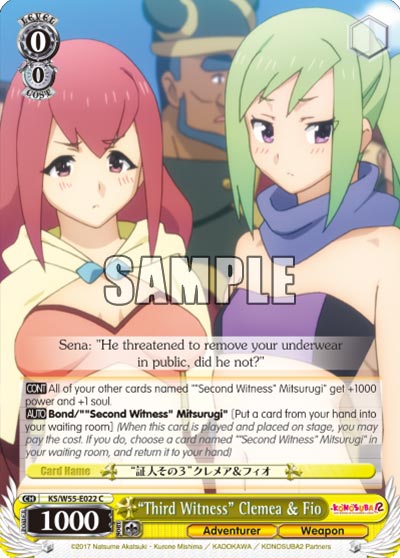 LEVEL
0
0
COST
SAMPLE
Sena: "He threatened to remove your underwear
in public, did he not?"
CONT All of your other cards named ""Second Witness" Mitsurugi" get +1000
power and +1 soul.
AUTO Bond/""Second Witness" Mitsurugi" [Put a card from your hand into
your waiting room] (When this card is played and placed on stage, you may
pay the cost. If you do, choose a card named ""Second Witness" Mitsurugi" in
your waiting room, and return it to your hand)
Card Name
"証人その3"クレメア&フィオ
CH KS/W55-E022 C
"Third Witness" Clemea & Fio
KONOSUBA 2
POWER
1000
Adventurer
Weapon
©2017 Natsume Akatsuki・Kurone Mishima / KADOKAWA / KONOSUBA2 Partners